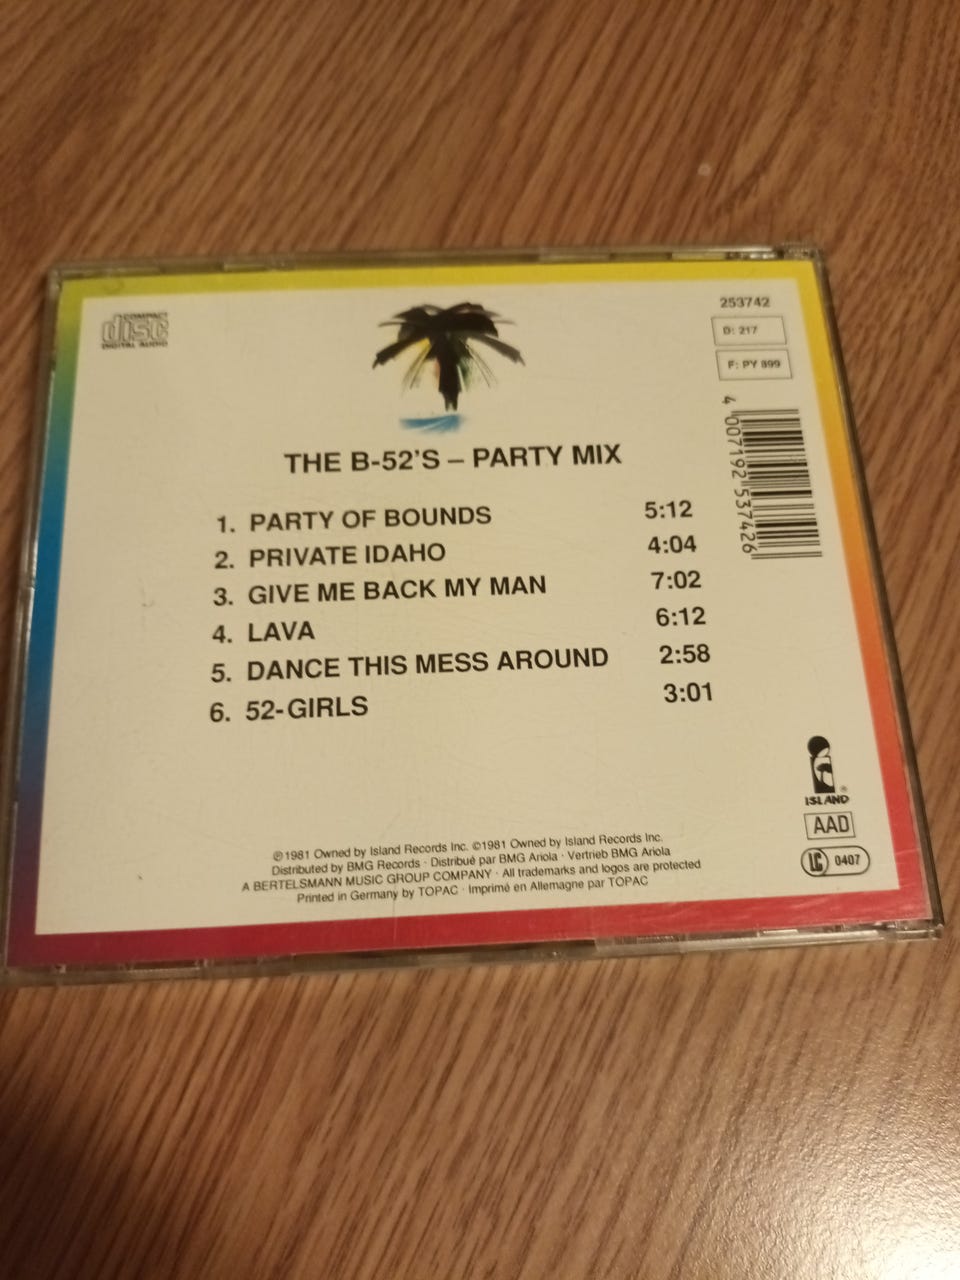 COMPACT
disc
DIGITAL AUDIO
253742
D: 217
F: PY 899
4 007192 537426
THE B-52'S – PARTY MIX
1. PARTY OF BOUNDS 5:12
2. PRIVATE IDAHO 4:04
3. GIVE ME BACK MY MAN 7:02
4. LAVA 6:12
5. DANCE THIS MESS AROUND 2:58
6. 52-GIRLS 3:01
ISLAND ®
AAD
LC 0407
℗1981 Owned by Island Records Inc. ©1981 Owned by Island Records Inc.
Distributed by BMG Records · Distribué par BMG Ariola · Vertrieb BMG Ariola
A BERTELSMANN MUSIC GROUP COMPANY · All trademarks and logos are protected
Printed in Germany by TOPAC · Imprimé en Allemagne par TOPAC